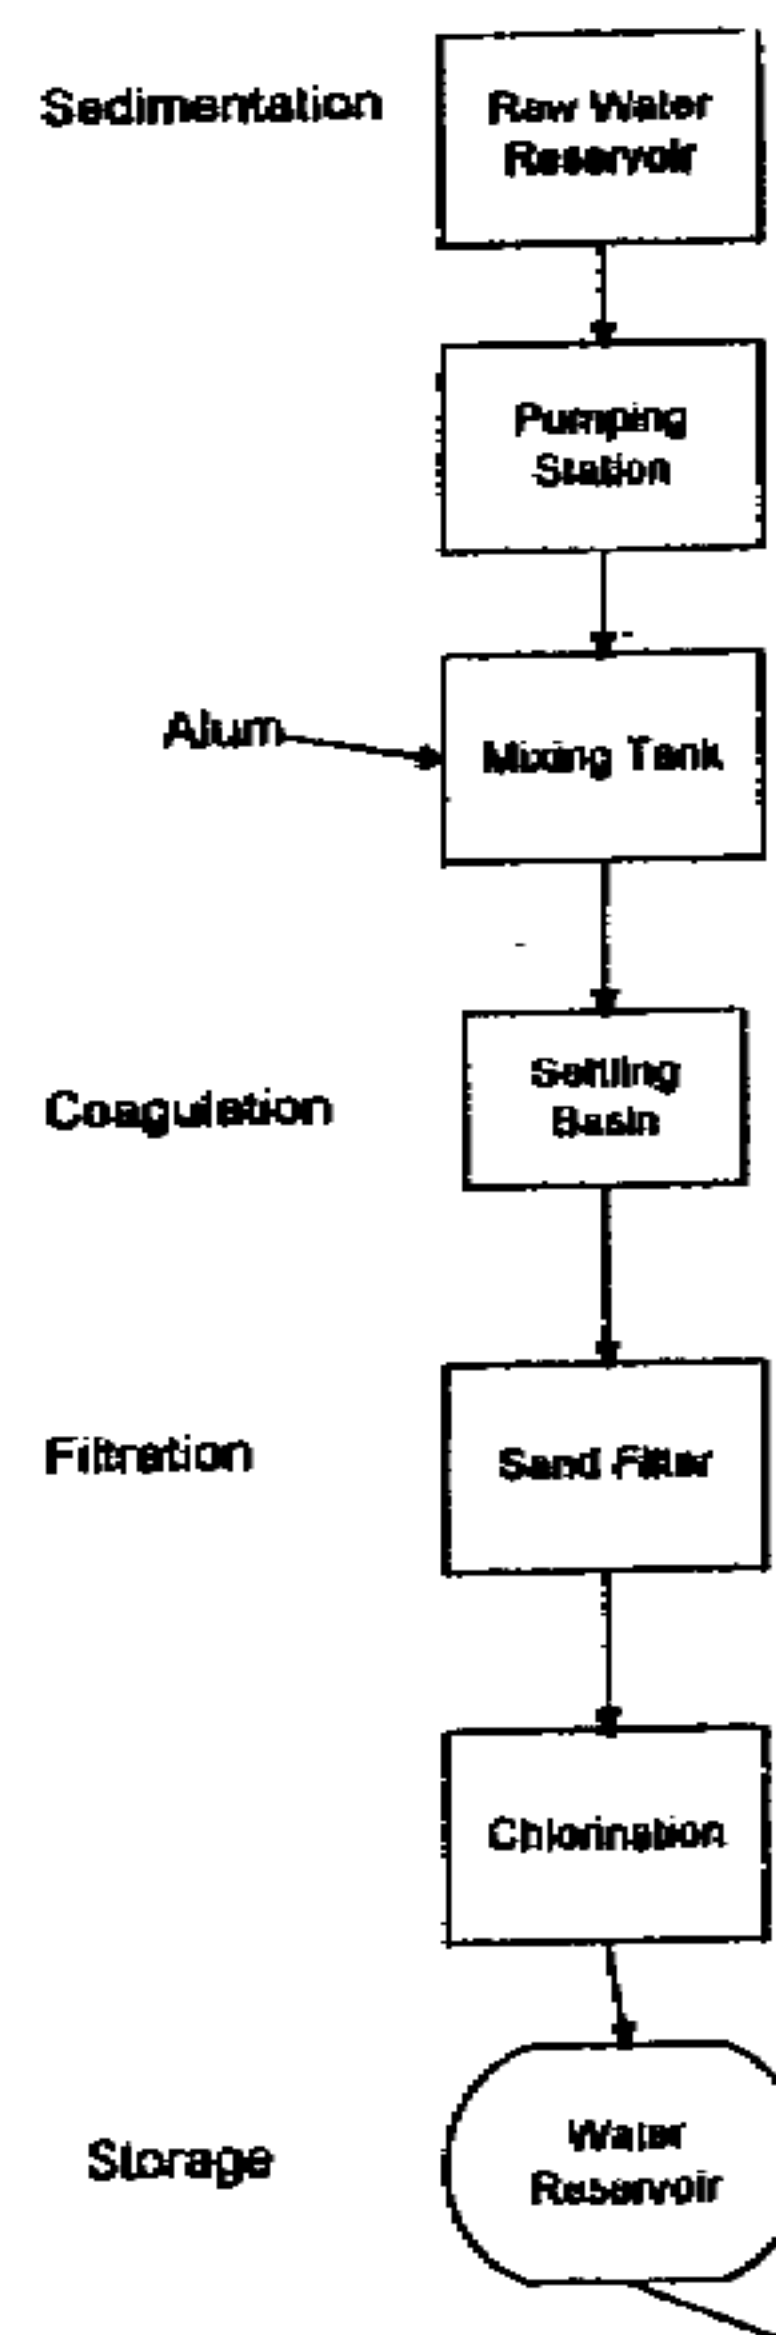 Sedimentation
Raw Water
Reservoir
Pumping
Station
Alum
Mixing Tank
Coagulation
Settling
Basin
Filtration
Sand Filter
Chlorination
Storage
Water
Reservoir